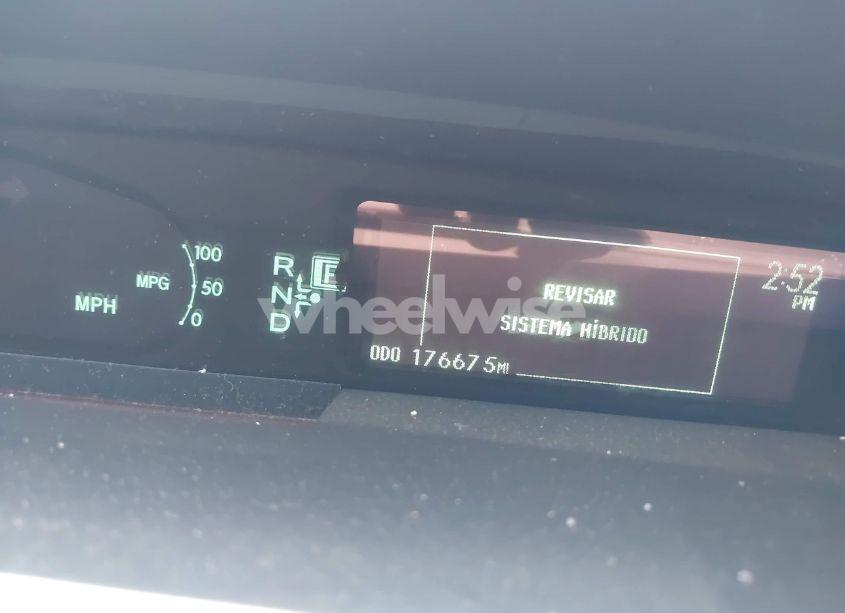 100
MPG
50
MPH
0
R
N
D
E
REVISAR
SISTEMA HÍBRIDO
2:52
PM
ODO 176675MI
wheelwise